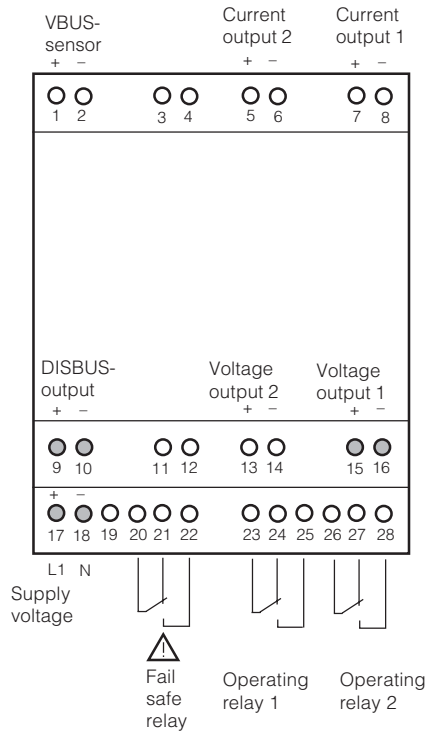 VBUS-
sensor
+ –
Current
output 2
+ –
Current
output 1
+ –
1 2 3 4 5 6 7 8
DISBUS-
output
+ –
Voltage
output 2
+ –
Voltage
output 1
+ –
9 10 11 12 13 14 15 16
+ –
17 18 19 20 21 22 23 24 25 26 27 28
L1 N
Supply
voltage
Fail
safe
relay
Operating
relay 1
Operating
relay 2